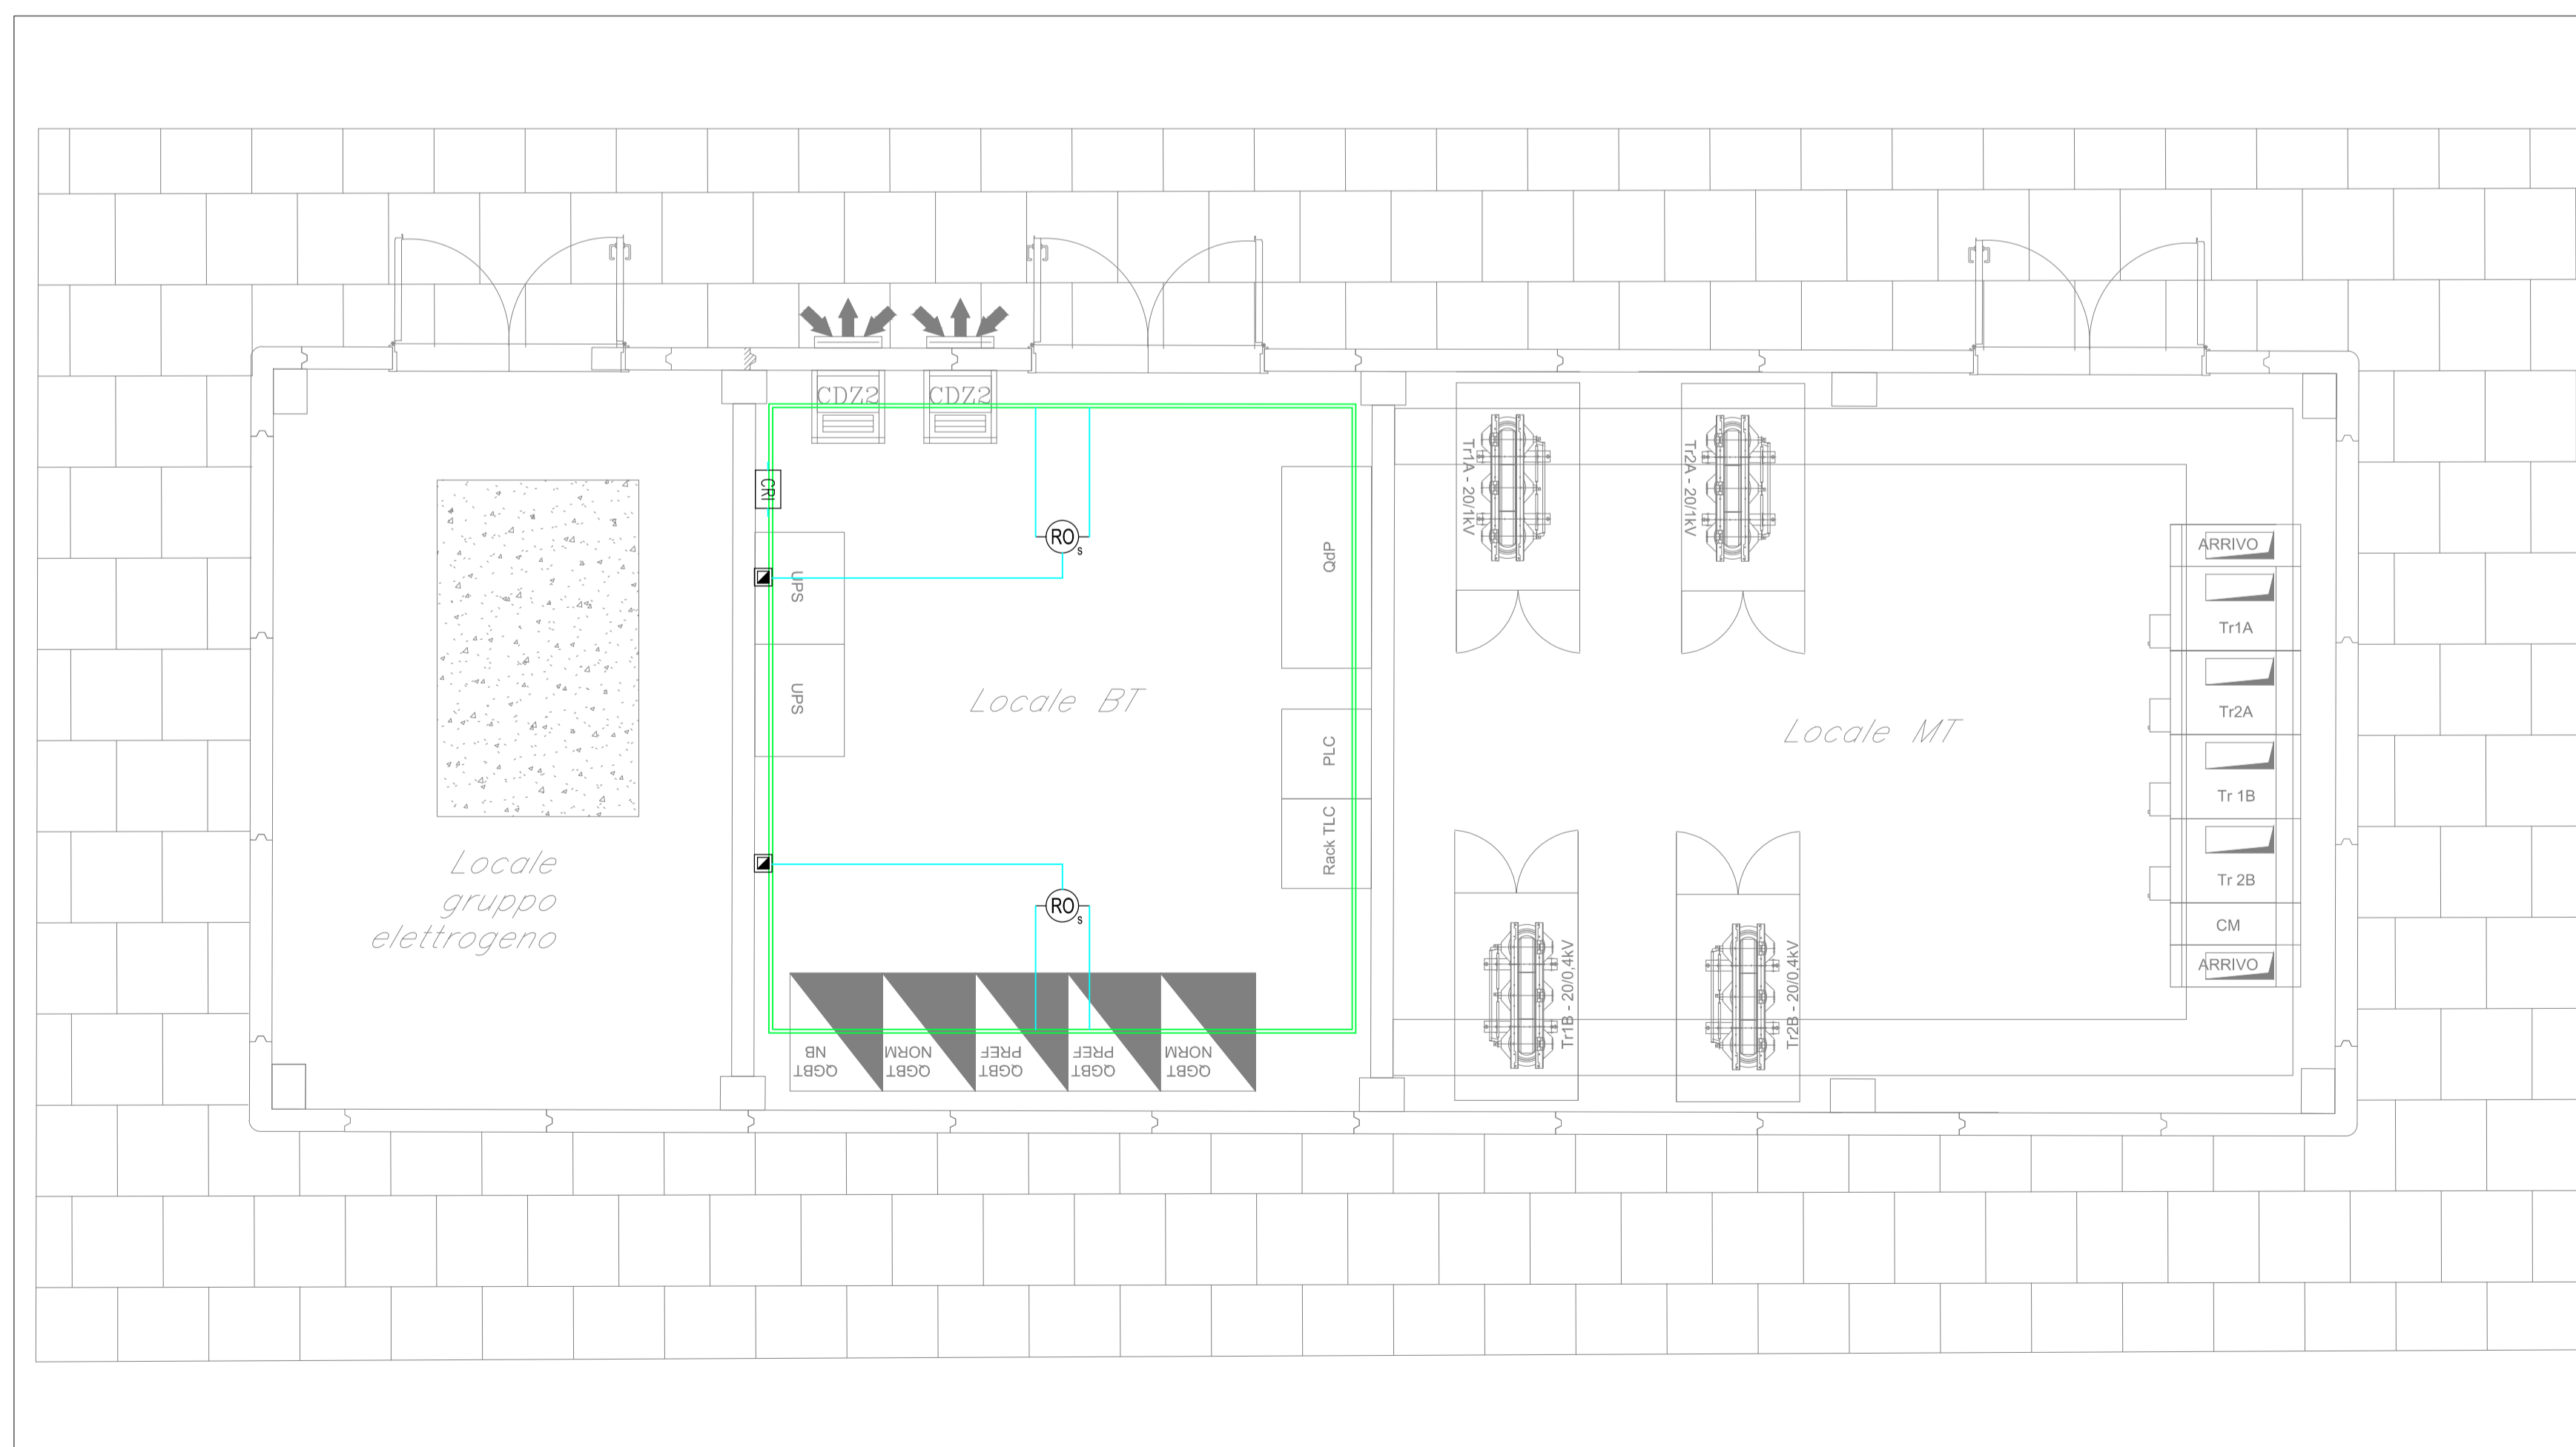 CDZ2
CDZ2
CRI
RO
s
UPS
UPS
QdP
Locale BT
PLC
Rack TLC
RO
s
Locale
gruppo
elettrogeno
QGBT
NB
QGBT
NORM
QGBT
PREF
QGBT
PREF
QGBT
NORM
Tr1A - 20/1kV
Tr2A - 20/1kV
Locale MT
Tr1B - 20/0,4kV
Tr2B - 20/0,4kV
ARRIVO
Tr1A
Tr2A
Tr 1B
Tr 2B
CM
ARRIVO